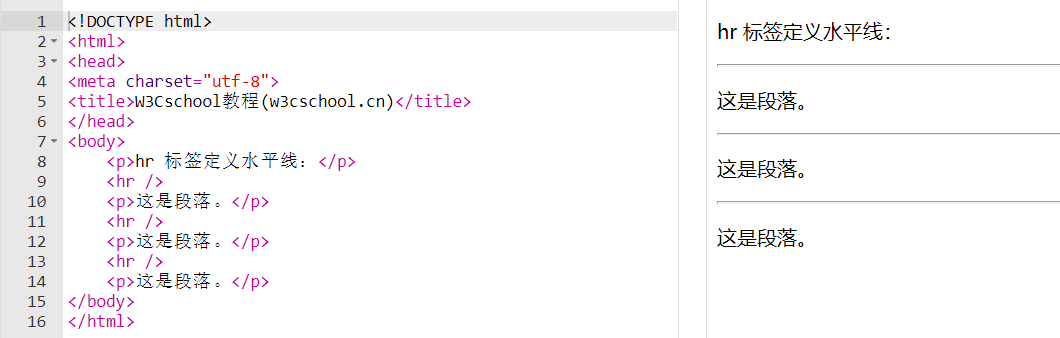 1 <!DOCTYPE html>
2 <html>
3 <head>
4 <meta charset="utf-8">
5 <title>W3Cschool教程(w3cschool.cn)</title>
6 </head>
7 <body>
8 <p>hr 标签定义水平线：</p>
9 <hr />
10 <p>这是段落。</p>
11 <hr />
12 <p>这是段落。</p>
13 <hr />
14 <p>这是段落。</p>
15 </body>
16 </html>
hr 标签定义水平线：
这是段落。
这是段落。
这是段落。